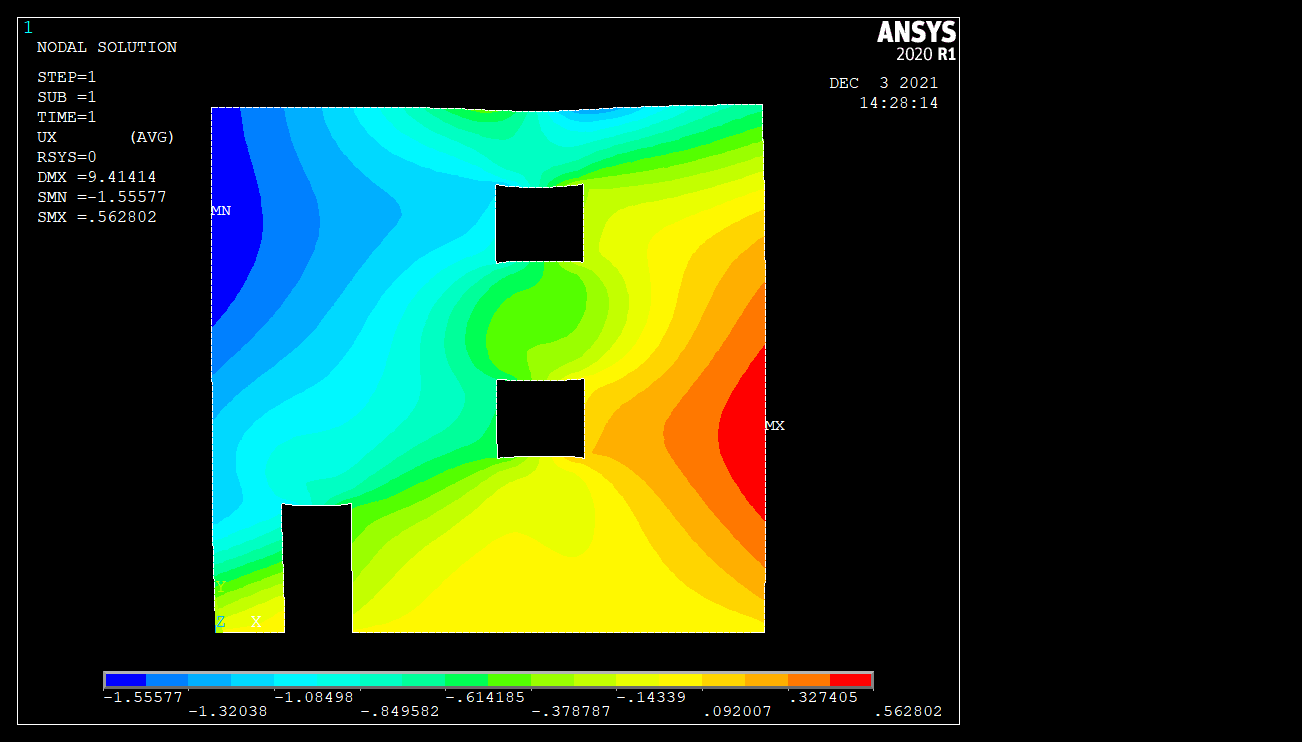 1
ANSYS
2020 R1
NODAL SOLUTION
STEP=1
SUB =1
TIME=1
UX (AVG)
RSYS=0
DMX =9.41414
SMN =-1.55577
SMX =.562802
DEC 3 2021
14:28:14
MN
MX
Y
Z X
-1.55577 -1.08498 -.614185 -.14339 .327405
-1.32038 -.849582 -.378787 .092007 .562802